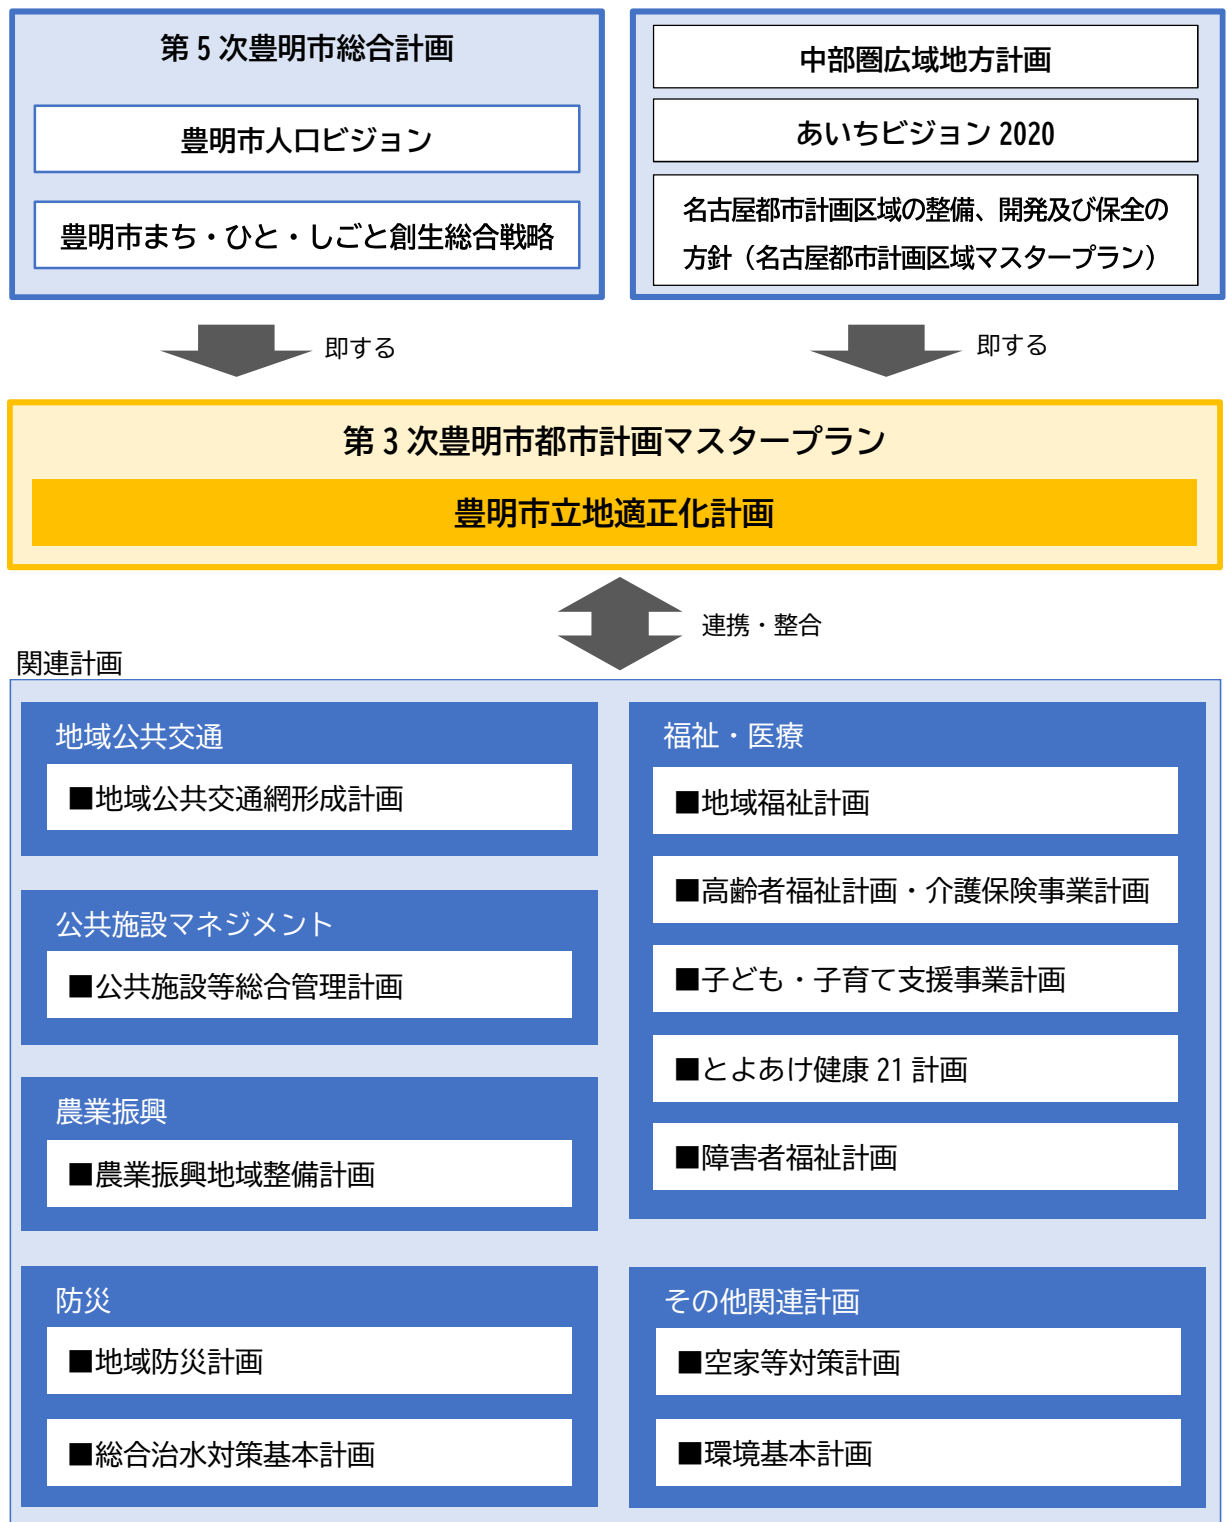 第5次豊明市総合計画
豊明市人口ビジョン
豊明市まち・ひと・しごと創生総合戦略
中部圏広域地方計画
あいちビジョン2020
名古屋都市計画区域の整備、開発及び保全の
方針（名古屋都市計画区域マスタープラン）
即する
即する
第3次豊明市都市計画マスタープラン
豊明市立地適正化計画
連携・整合
関連計画
地域公共交通
■地域公共交通網形成計画
公共施設マネジメント
■公共施設等総合管理計画
農業振興
■農業振興地域整備計画
防災
■地域防災計画
■総合治水対策基本計画
福祉・医療
■地域福祉計画
■高齢者福祉計画・介護保険事業計画
■子ども・子育て支援事業計画
■とよあけ健康21計画
■障害者福祉計画
その他関連計画
■空家等対策計画
■環境基本計画